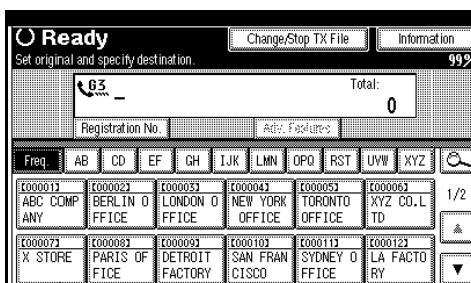 Ready
Change/Stop TX File
Information
Set original and specify destination.
99%
G3
Total:
0
Registration No.
Adv. Features
Freq. AB CD EF GH IJK LMN OPQ RST UVW XYZ
[00001] [00002] [00003] [00004] [00005] [00006]
ABC COMP BERLIN O LONDON O NEW YORK TORONTO XYZ CO.L
ANY FFICE FFICE OFFICE OFFICE TD
1/2
[00007] [00008] [00009] [00010] [00011] [00012]
X STORE PARIS OF DETROIT SAN FRAN SYDNEY O LA FACTO
FICE FACTORY CISCO FFICE RY